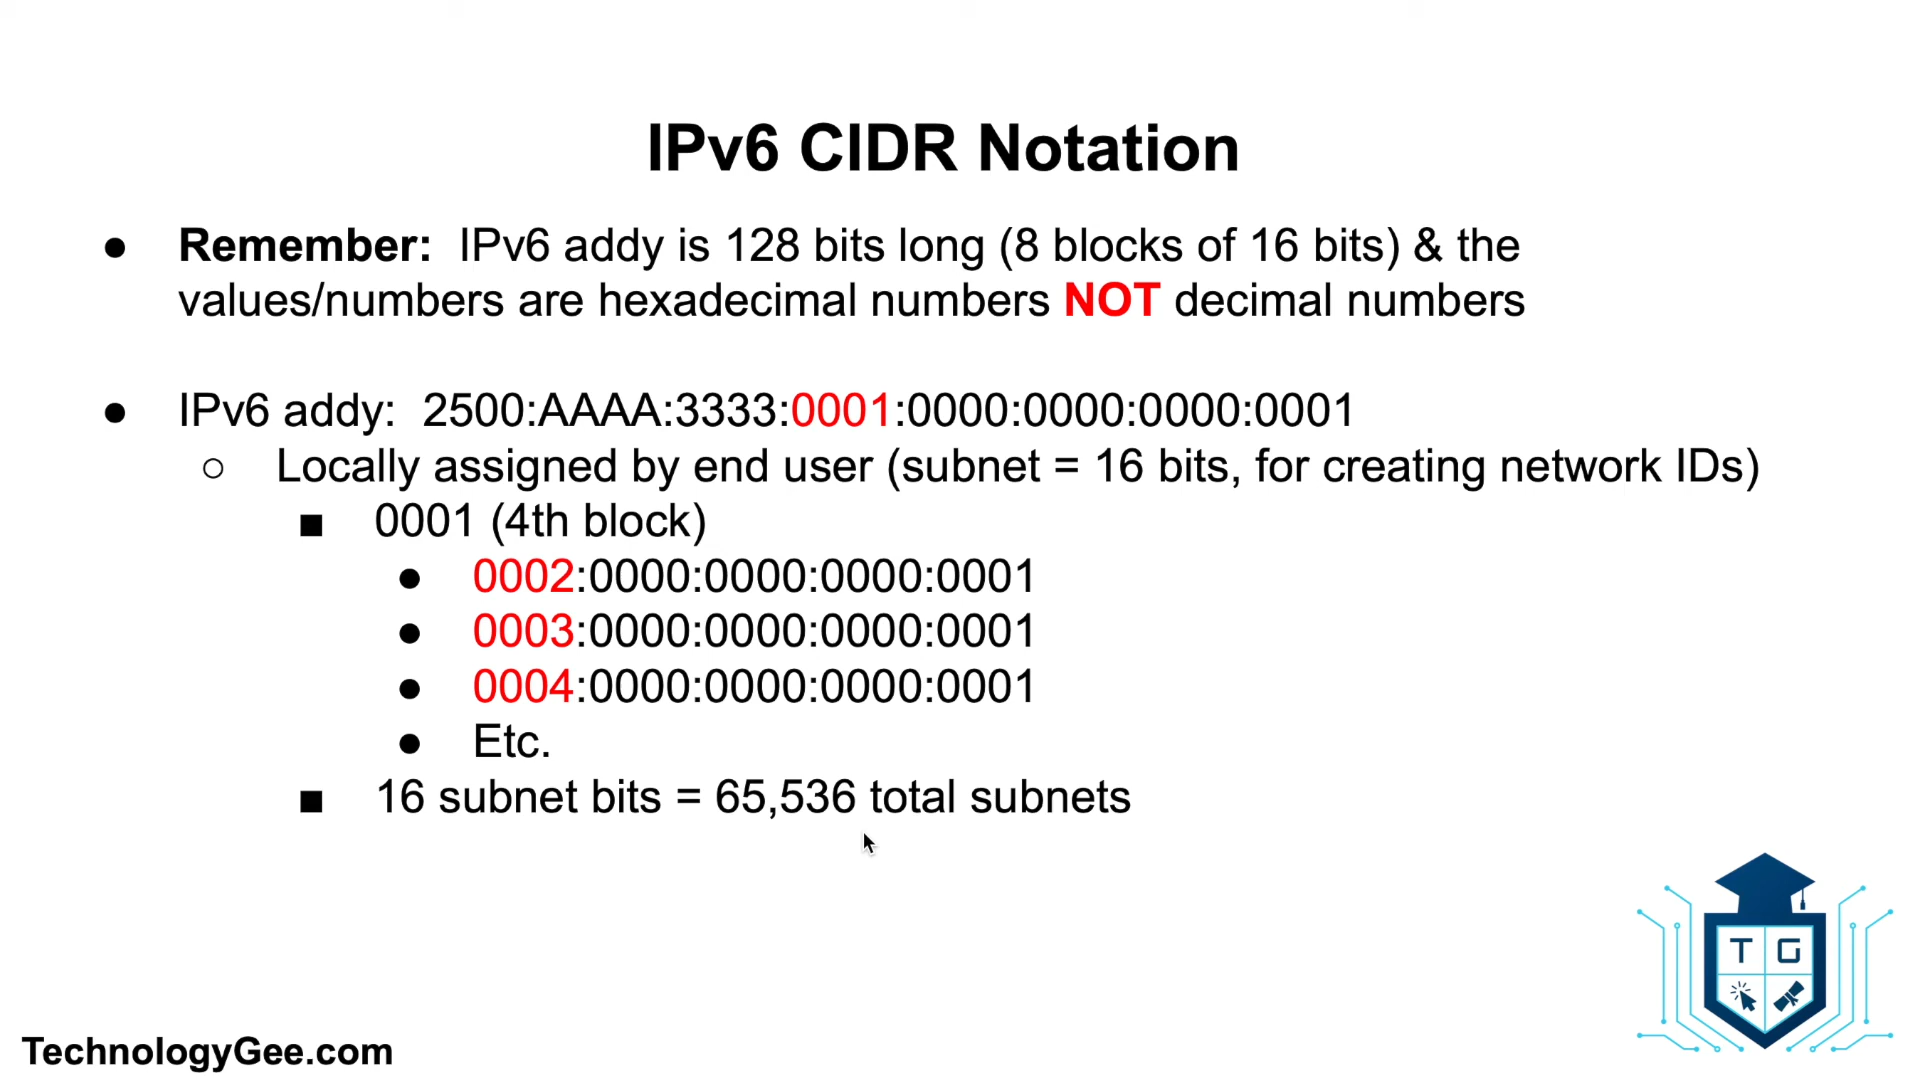 IPv6 CIDR Notation
● Remember: IPv6 addy is 128 bits long (8 blocks of 16 bits) & the
values/numbers are hexadecimal numbers NOT decimal numbers
● IPv6 addy: 2500:AAAA:3333:0001:0000:0000:0000:0001
○ Locally assigned by end user (subnet = 16 bits, for creating network IDs)
■ 0001 (4th block)
● 0002:0000:0000:0000:0001
● 0003:0000:0000:0000:0001
● 0004:0000:0000:0000:0001
● Etc.
■ 16 subnet bits = 65,536 total subnets
T G
TechnologyGee.com